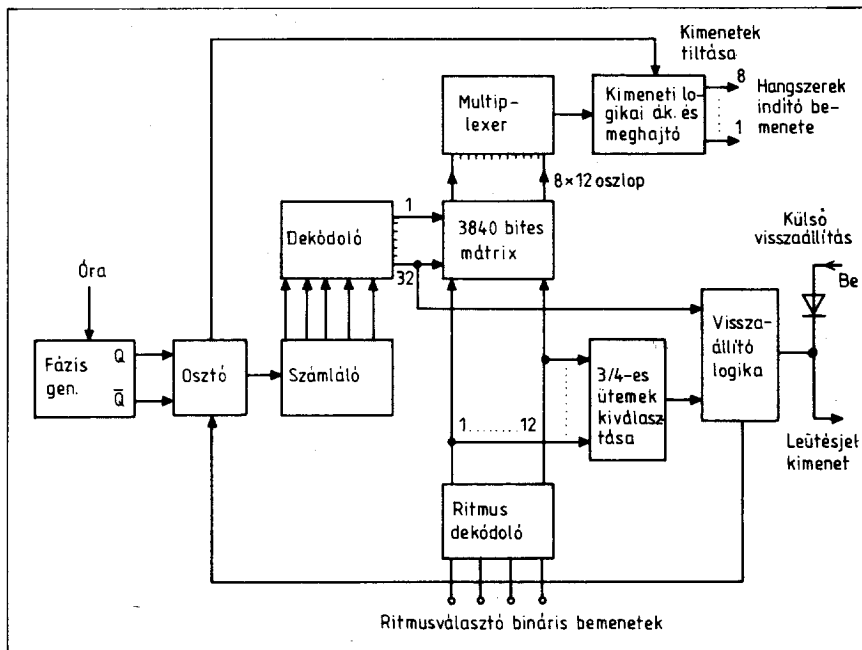 Kimenetek
tiltása
Multip-
lexer
Kimeneti lo-
gikai ák. és
meghajtó
8
1
Hangszerek
indító be-
menete
8×12 oszlop
Dekódoló
1
32
3840 bites
mátrix
Külső
visszaállítás
Be
Óra
Fázis
gen.
Q
Q̅
Osztó
Számláló
3/4-es
ütemek
kiválasz-
tása
Vissza-
állító
logika
1........12
Leütésjel
kimenet
Ritmus
dekódoló
Ritmusválasztó bináris bemenetek